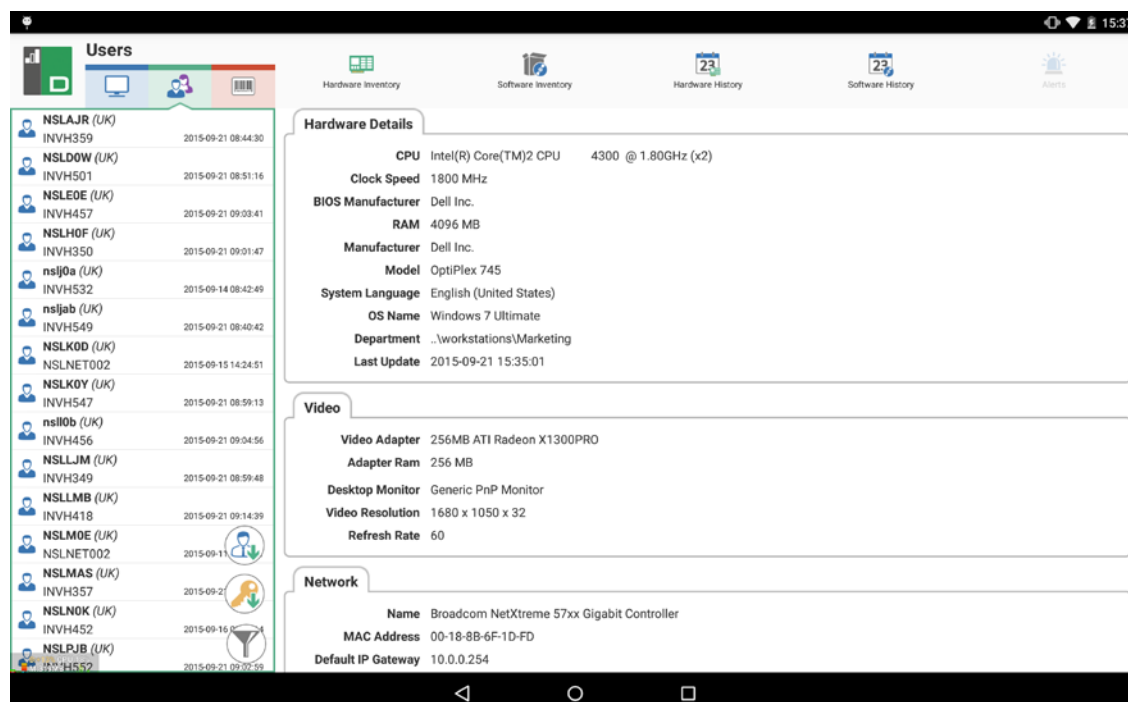 15:37
Users
Hardware Inventory
Software Inventory
23
Hardware History
23
Software History
Alerts
D
NSLAJR (UK)
INVH359 2015-09-21 08:44:30
NSLD0W (UK)
INVH501 2015-09-21 08:51:16
NSLE0E (UK)
INVH457 2015-09-21 09:03:41
NSLH0F (UK)
INVH350 2015-09-21 09:01:47
nslj0a (UK)
INVH532 2015-09-14 08:42:49
nsljab (UK)
INVH549 2015-09-21 08:40:42
NSLK0D (UK)
NSLNET002 2015-09-15 14:24:51
NSLK0Y (UK)
INVH547 2015-09-21 08:59:13
nsll0b (UK)
INVH456 2015-09-21 09:04:56
NSLLJM (UK)
INVH349 2015-09-21 08:59:48
NSLLMB (UK)
INVH418 2015-09-21 09:14:39
NSLM0E (UK)
NSLNET002 2015-09-11
NSLMAS (UK)
INVH357
NSLN0K (UK)
INVH452 2015-09-16
NSLPJB (UK)
INVH552 2015-09-21 09:02:59
Hardware Details
CPU Intel(R) Core(TM)2 CPU 4300 @ 1.80GHz (x2)
Clock Speed 1800 MHz
BIOS Manufacturer Dell Inc.
RAM 4096 MB
Manufacturer Dell Inc.
Model OptiPlex 745
System Language English (United States)
OS Name Windows 7 Ultimate
Department ..\workstations\Marketing
Last Update 2015-09-21 15:35:01
Video
Video Adapter 256MB ATI Radeon X1300PRO
Adapter Ram 256 MB
Desktop Monitor Generic PnP Monitor
Video Resolution 1680 x 1050 x 32
Refresh Rate 60
Network
Name Broadcom NetXtreme 57xx Gigabit Controller
MAC Address 00-18-8B-6F-1D-FD
Default IP Gateway 10.0.0.254